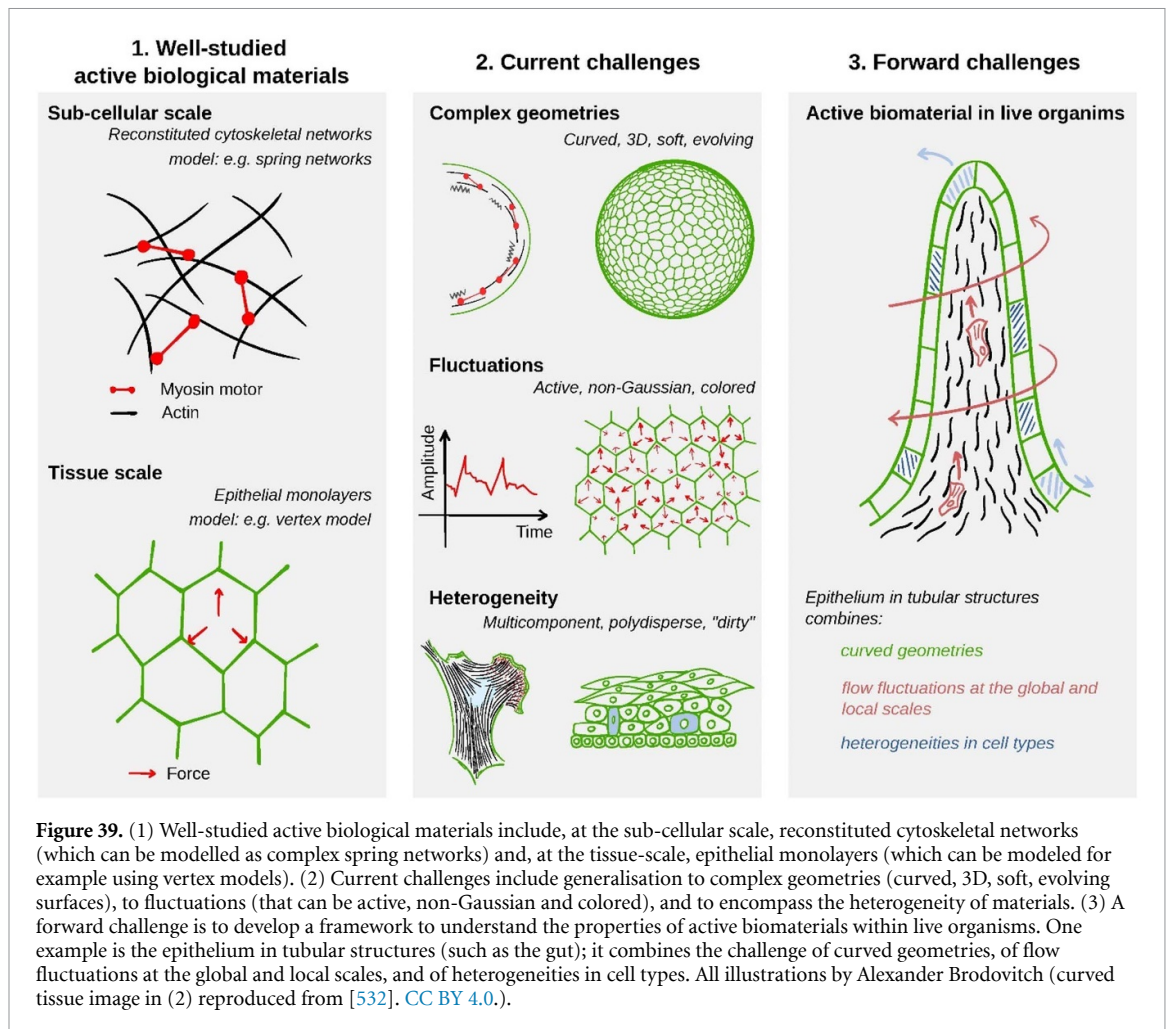 1. Well-studied
active biological materials
Sub-cellular scale
Reconstituted cytoskeletal networks
model: e.g. spring networks
Myosin motor
Actin
Tissue scale
Epithelial monolayers
model: e.g. vertex model
Force
2. Current challenges
Complex geometries
Curved, 3D, soft, evolving
Fluctuations
Active, non-Gaussian, colored
Amplitude
Time
Heterogeneity
Multicomponent, polydisperse, "dirty"
3. Forward challenges
Active biomaterial in live organims
Epithelium in tubular structures
combines:
curved geometries
flow fluctuations at the global and
local scales
heterogeneities in cell types
Figure 39. (1) Well-studied active biological materials include, at the sub-cellular scale, reconstituted cytoskeletal networks
(which can be modelled as complex spring networks) and, at the tissue-scale, epithelial monolayers (which can be modeled for
example using vertex models). (2) Current challenges include generalisation to complex geometries (curved, 3D, soft, evolving
surfaces), to fluctuations (that can be active, non-Gaussian and colored), and to encompass the heterogeneity of materials. (3) A
forward challenge is to develop a framework to understand the properties of active biomaterials within live organisms. One
example is the epithelium in tubular structures (such as the gut); it combines the challenge of curved geometries, of flow
fluctuations at the global and local scales, and of heterogeneities in cell types. All illustrations by Alexander Brodovitch (curved
tissue image in (2) reproduced from [532]. CC BY 4.0.).